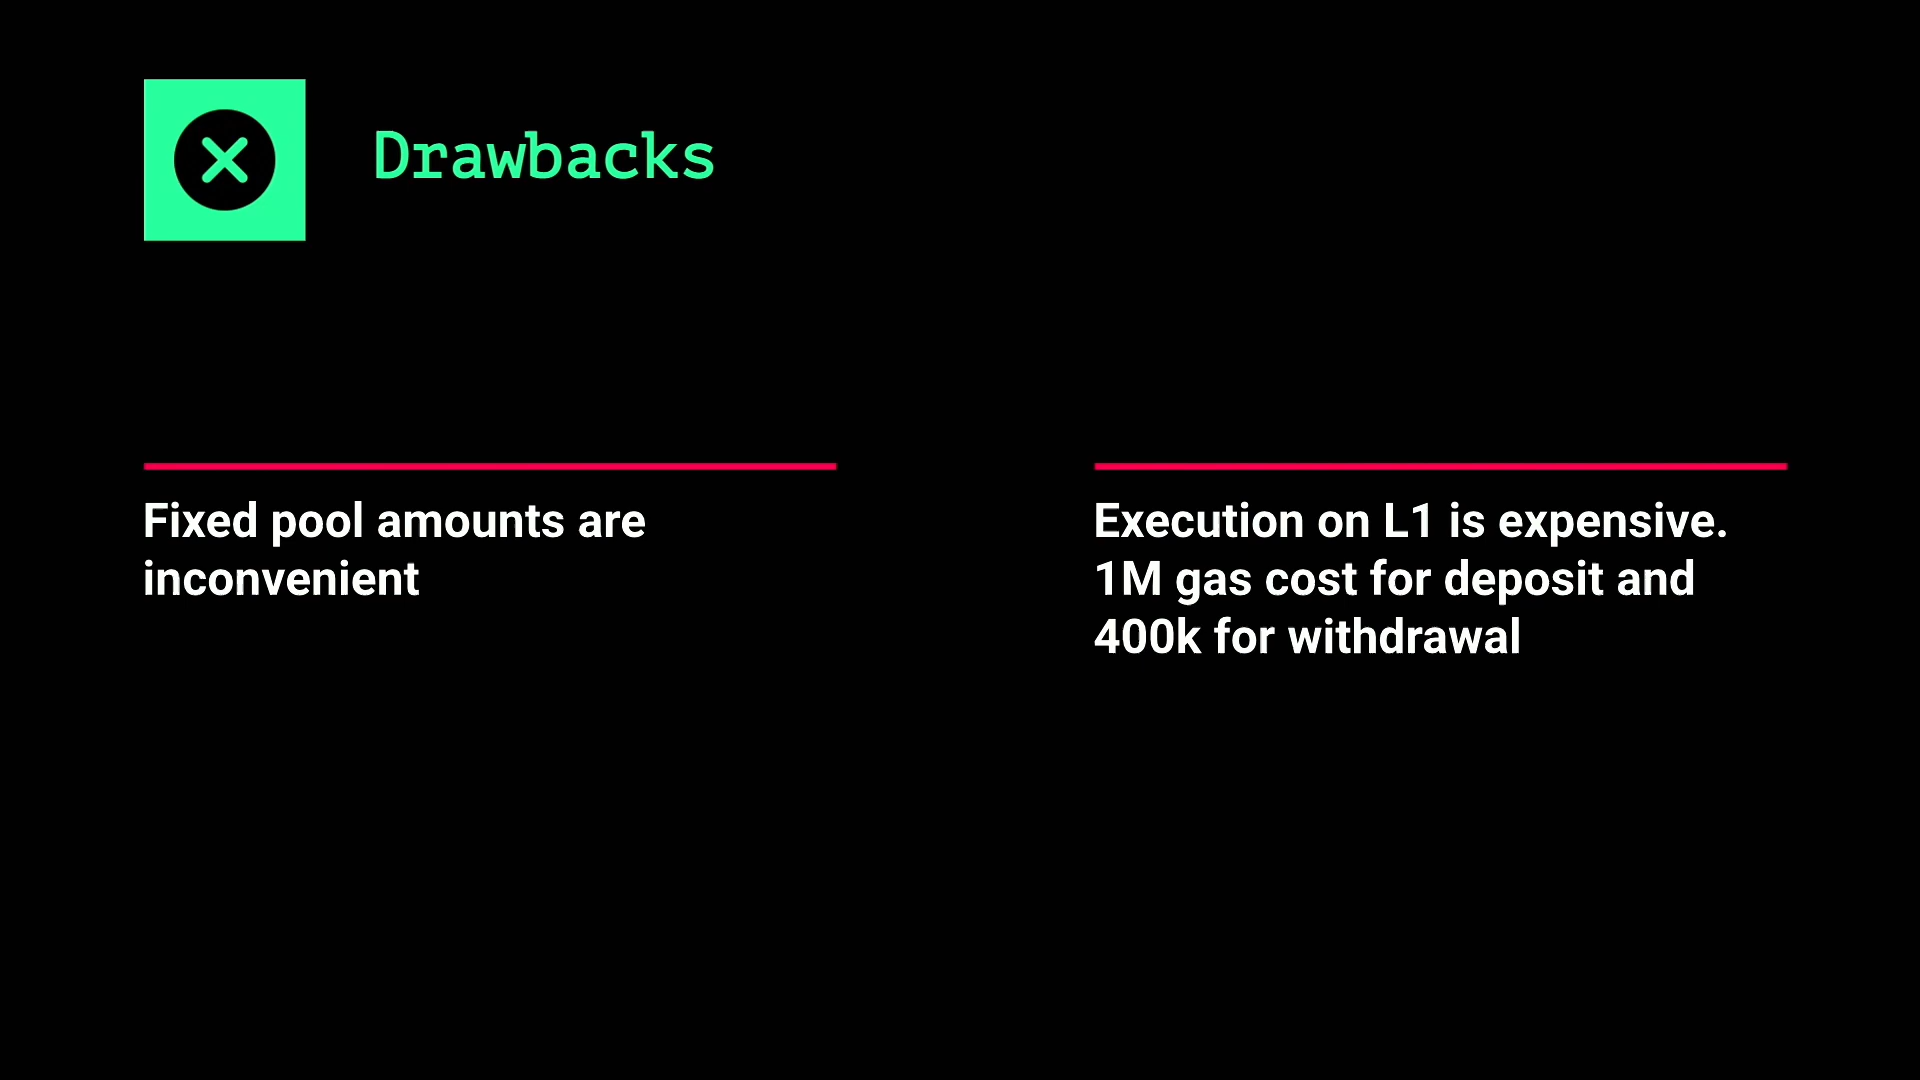 Drawbacks
Fixed pool amounts are
inconvenient
Execution on L1 is expensive.
1M gas cost for deposit and
400k for withdrawal